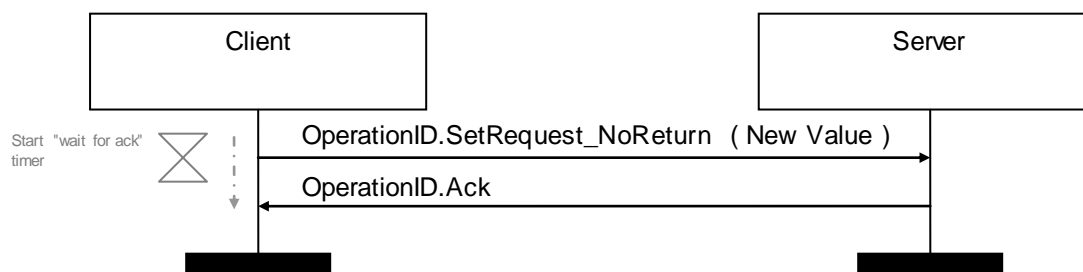 Client
Server
Start "wait for ack"
timer
OperationID.SetRequest_NoReturn ( New Value )
OperationID.Ack